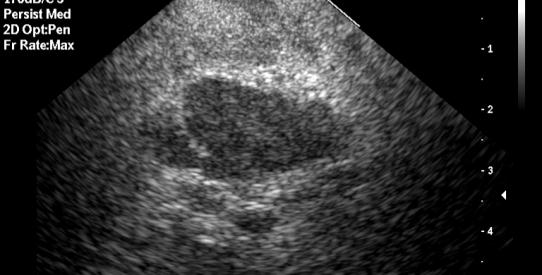 Persist Med
2D Opt:Pen
Fr Rate:Max
- 1
- 2
- 3
- 4